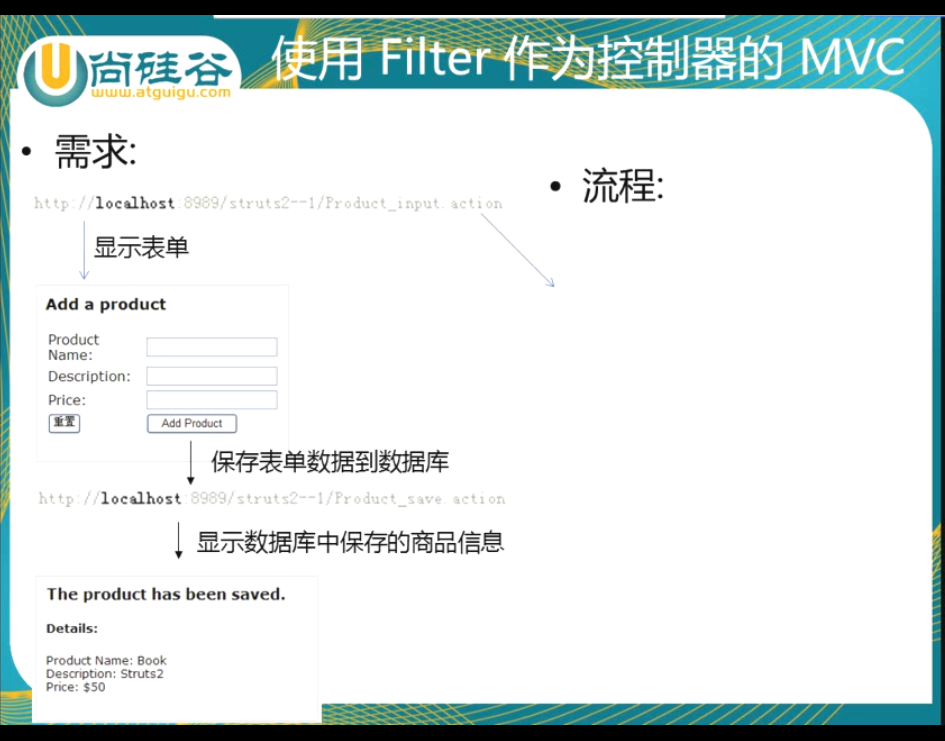 尚硅谷
www.atguigu.com
使用 Filter 作为控制器的 MVC
• 需求:
http://localhost:8989/struts2--1/Product_input.action
显示表单
Add a product
Product
Name:
Description:
Price:
重置
Add Product
保存表单数据到数据库
http://localhost:8989/struts2--1/Product_save.action
显示数据库中保存的商品信息
The product has been saved.
Details:
Product Name: Book
Description: Struts2
Price: $50
• 流程: